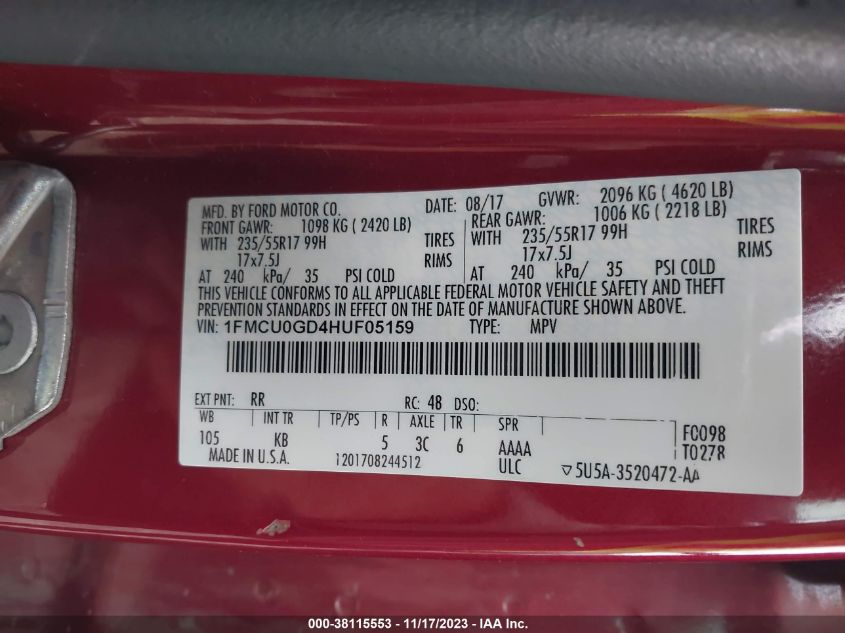 MFD. BY FORD MOTOR CO. DATE: 08/17 GVWR: 2096 KG ( 4620 LB)
FRONT GAWR: 1098 KG ( 2420 LB) REAR GAWR: 1006 KG ( 2218 LB)
WITH 235/55R17 99H TIRES WITH 235/55R17 99H TIRES
17x7.5J RIMS 17x7.5J RIMS
AT 240 kPa/ 35 PSI COLD AT 240 kPa/ 35 PSI COLD
THIS VEHICLE CONFORMS TO ALL APPLICABLE FEDERAL MOTOR VEHICLE SAFETY AND THEFT
PREVENTION STANDARDS IN EFFECT ON THE DATE OF MANUFACTURE SHOWN ABOVE.
VIN: 1FMCU0GD4HUF05159 TYPE: MPV
EXT PNT: RR RC: 48 DSO:
WB INT TR TP/PS R AXLE TR SPR F0098
105 KB 5 3C 6 AAAA T0278
MADE IN U.S.A. 1201708244512 ULC ▽5U5A-3520472-AA
000-38115553 - 11/17/2023 - Copyright © IAA, Inc.